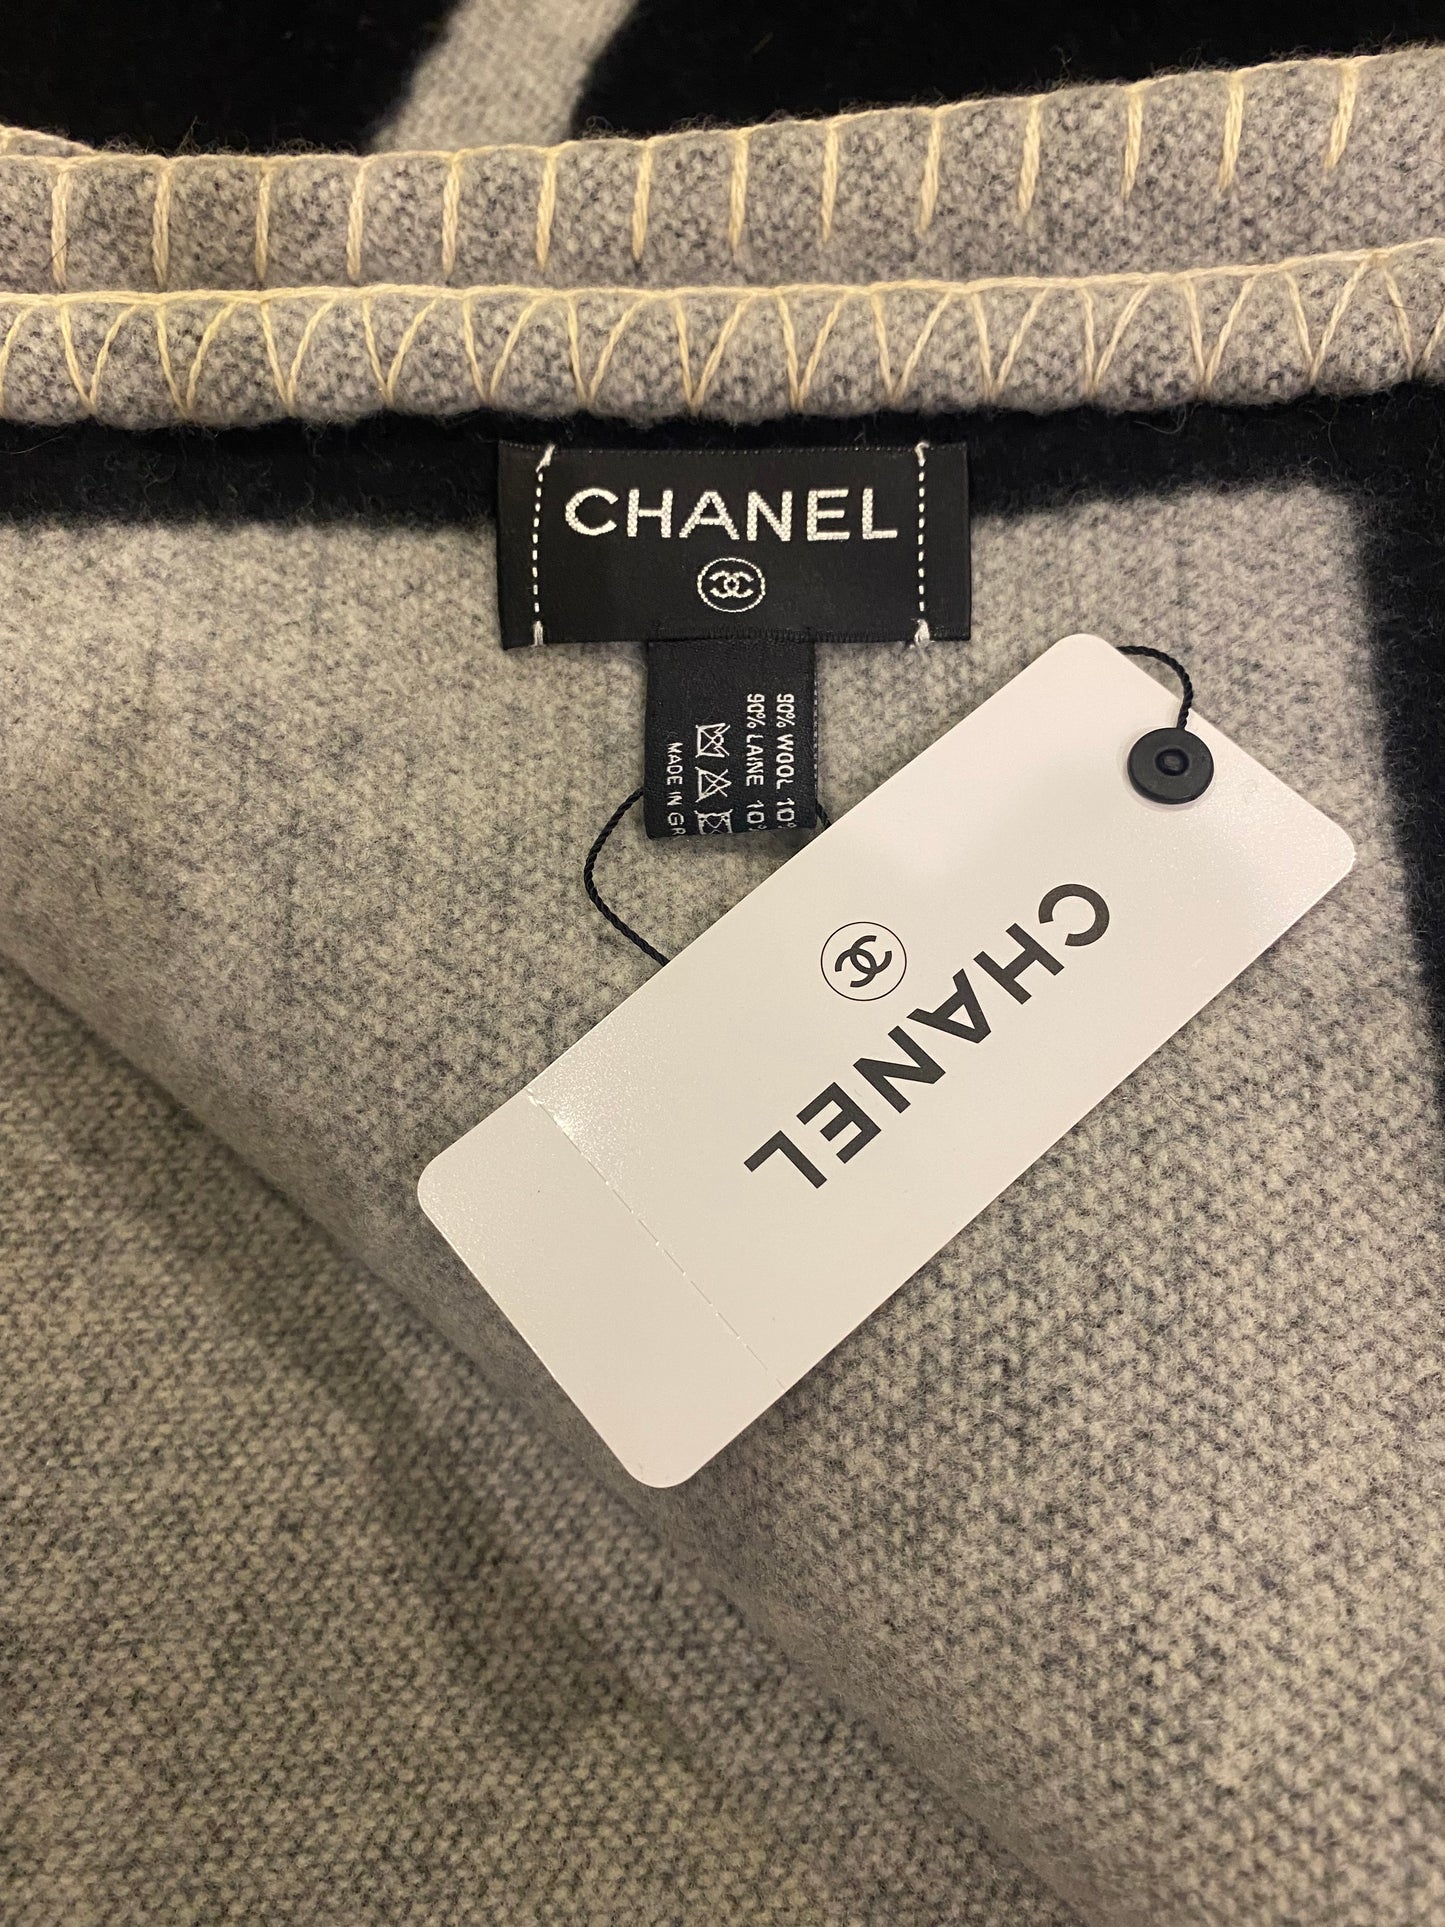 CHANEL
90% WOOL 10%
90% LAINE 10%
MADE IN GR
CHANEL